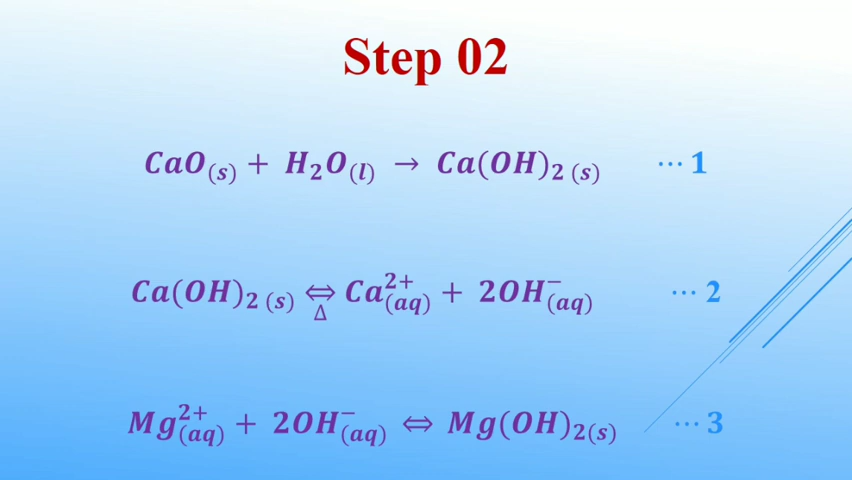 Step 02
CaO(s) + H₂O(l) → Ca(OH)₂ (s) ⋯ 1
Ca(OH)₂ (s) ⇔ Ca²⁺(aq) + 2OH⁻(aq) ⋯ 2
Δ
Mg²⁺(aq) + 2OH⁻(aq) ⇔ Mg(OH)₂(s) ⋯ 3